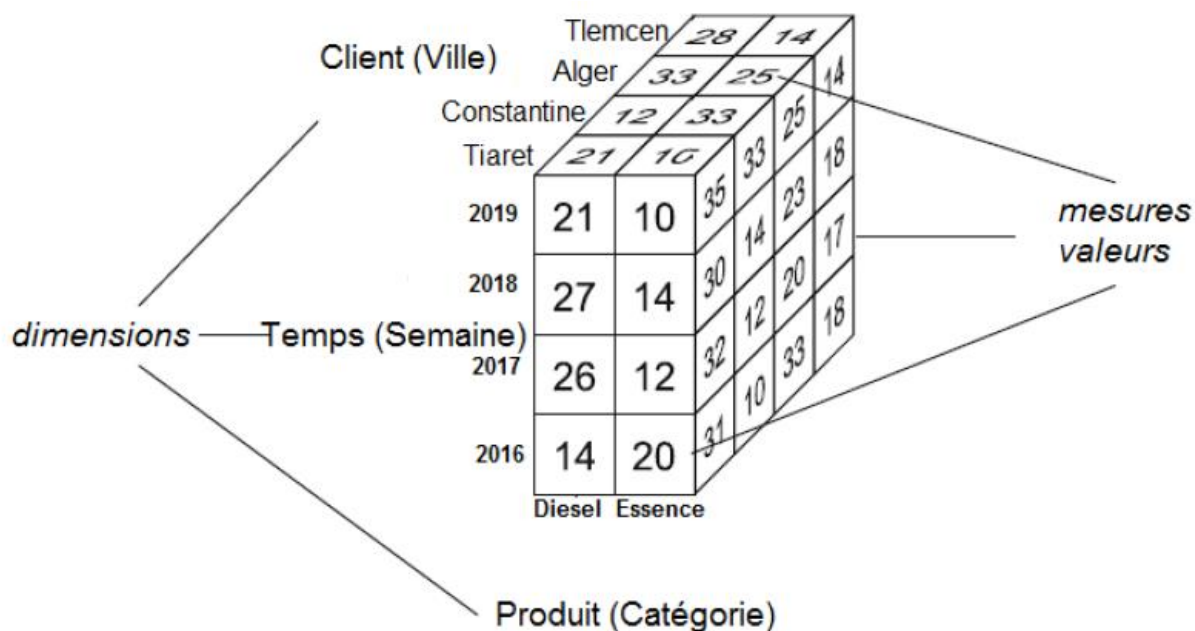 Tlemcen 28 14
Client (Ville)
Alger 33 25 14
Constantine 12 33 25
Tiaret 21 10 33
2019 21 10 35 18
23
14
mesures
valeurs
2018 27 14 30 17
20
12
dimensions Temps (Semaine)
2017 26 12 32 18
33
10
2016 14 20 31
Diesel Essence
Produit (Catégorie)